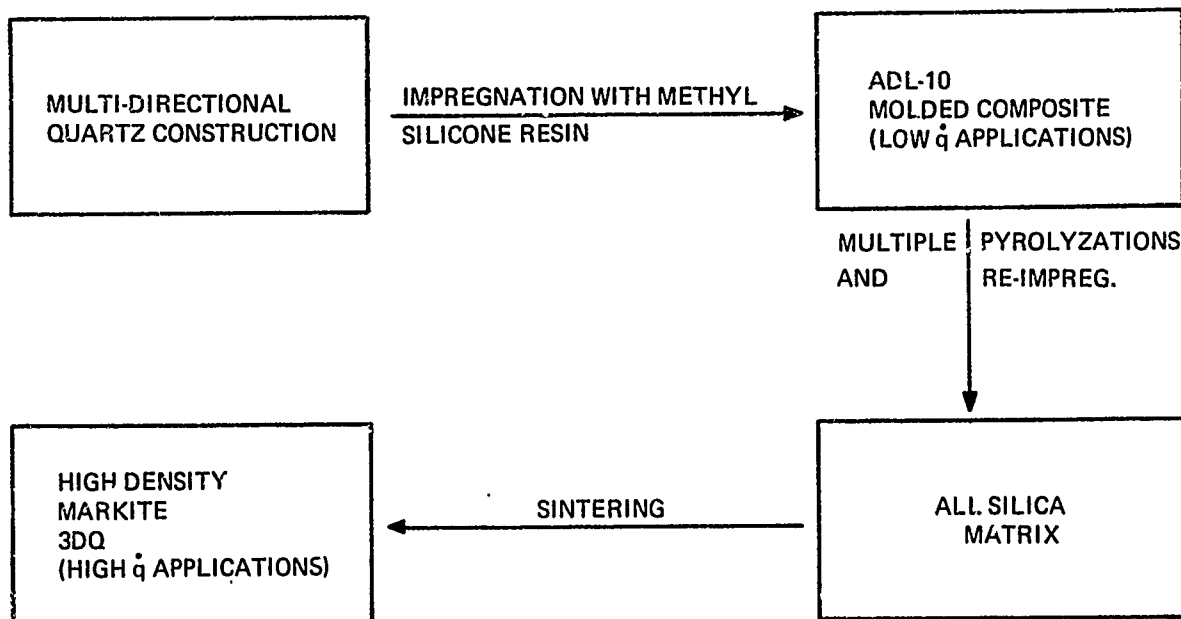 MULTI-DIRECTIONAL
QUARTZ CONSTRUCTION
IMPREGNATION WITH METHYL
SILICONE RESIN
ADL-10
MOLDED COMPOSITE
(LOW q̇ APPLICATIONS)
MULTIPLE PYROLYZATIONS
AND RE-IMPREG.
ALL SILICA
MATRIX
SINTERING
HIGH DENSITY
MARKITE
3DQ
(HIGH q̇ APPLICATIONS)